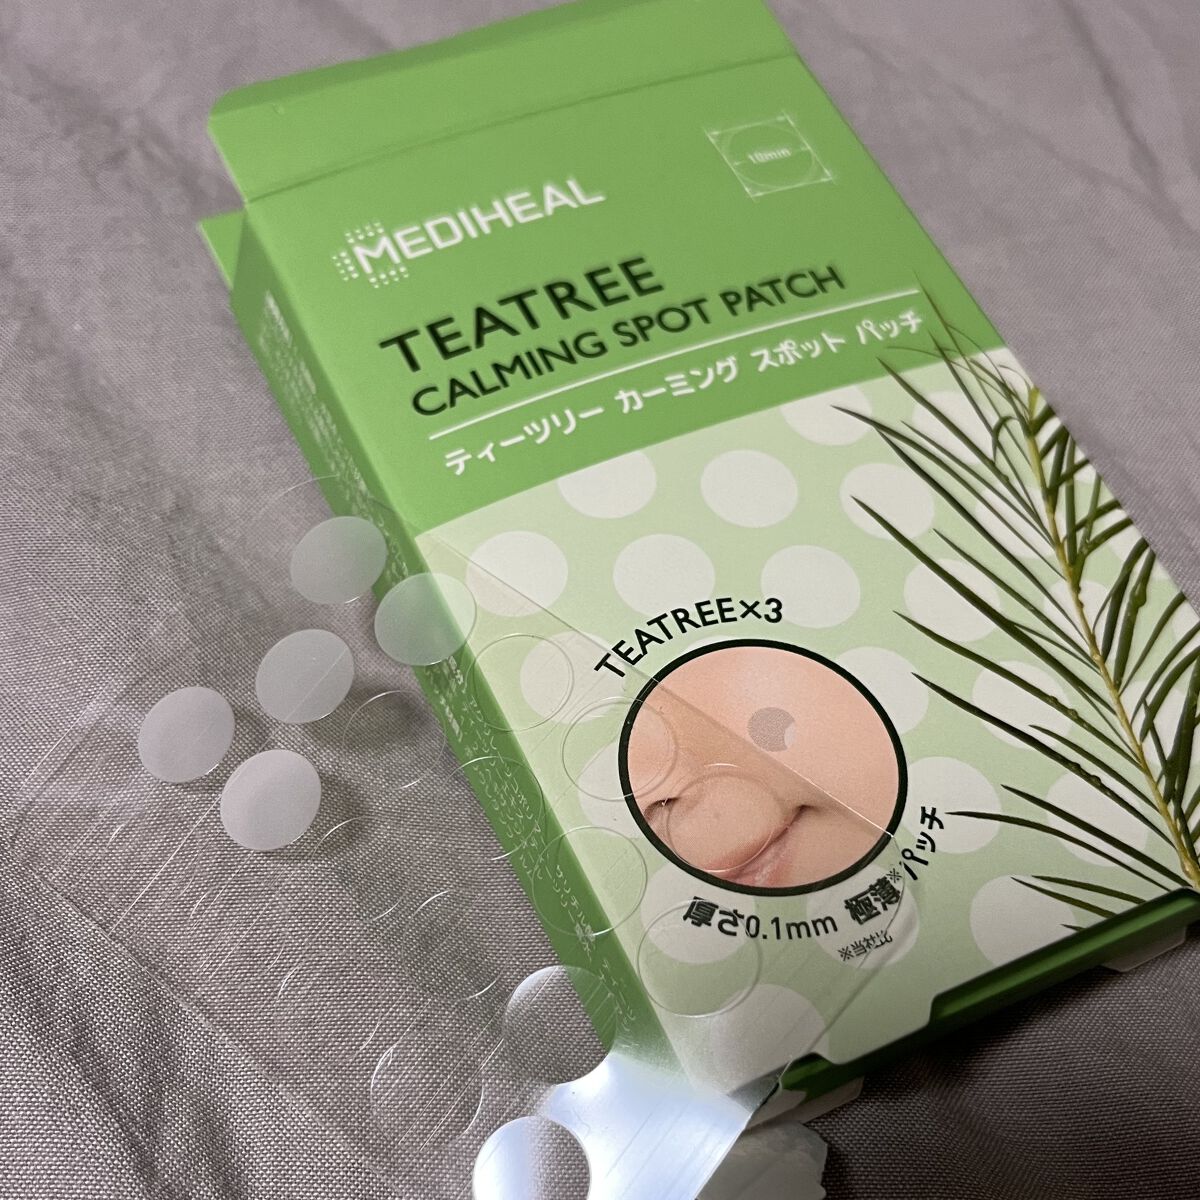 10mm
MEDIHEAL
TEATREE
CALMING SPOT PATCH
ティーツリー カーミング スポット パッチ
TEATREE×3
厚さ0.1mm 極薄※パッチ
※当社比